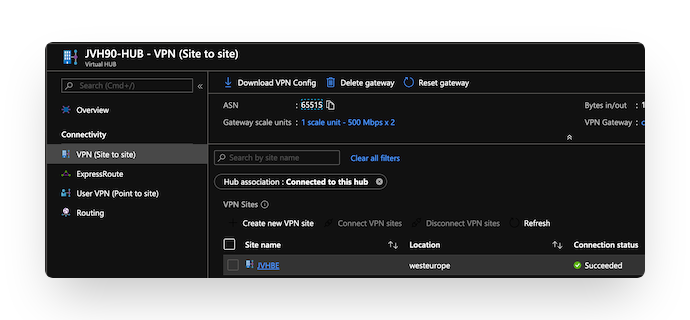 JVH90-HUB - VPN (Site to site)
Virtual HUB
Search (Cmd+/)
«
Overview
Connectivity
VPN (Site to site)
ExpressRoute
User VPN (Point to site)
Routing
Download VPN Config Delete gateway Reset gateway
ASN : 65515 Bytes in/out : 1
Gateway scale units : 1 scale unit - 500 Mbps x 2 VPN Gateway : c
Search by site name Clear all filters
Hub association : Connected to this hub
VPN Sites
Create new VPN site Connect VPN sites Disconnect VPN sites Refresh
Site name Location Connection status
JVHBE westeurope Succeeded